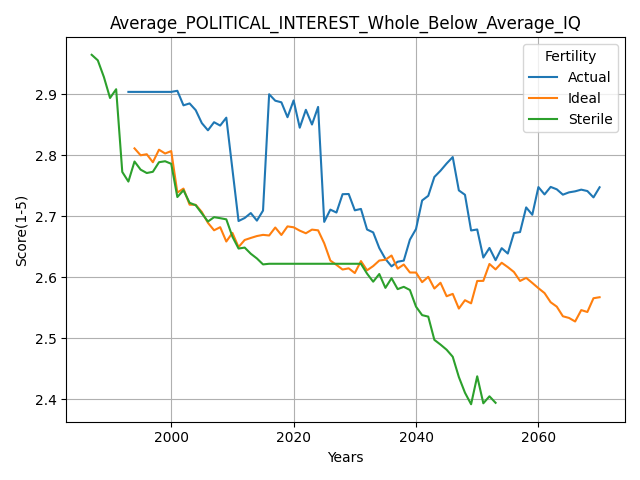 Average_POLITICAL_INTEREST_Whole_Below_Average_IQ
Fertility
Actual
Ideal
Sterile
Score(1-5)
2.9
2.8
2.7
2.6
2.5
2.4
2000
2020
2040
2060
Years